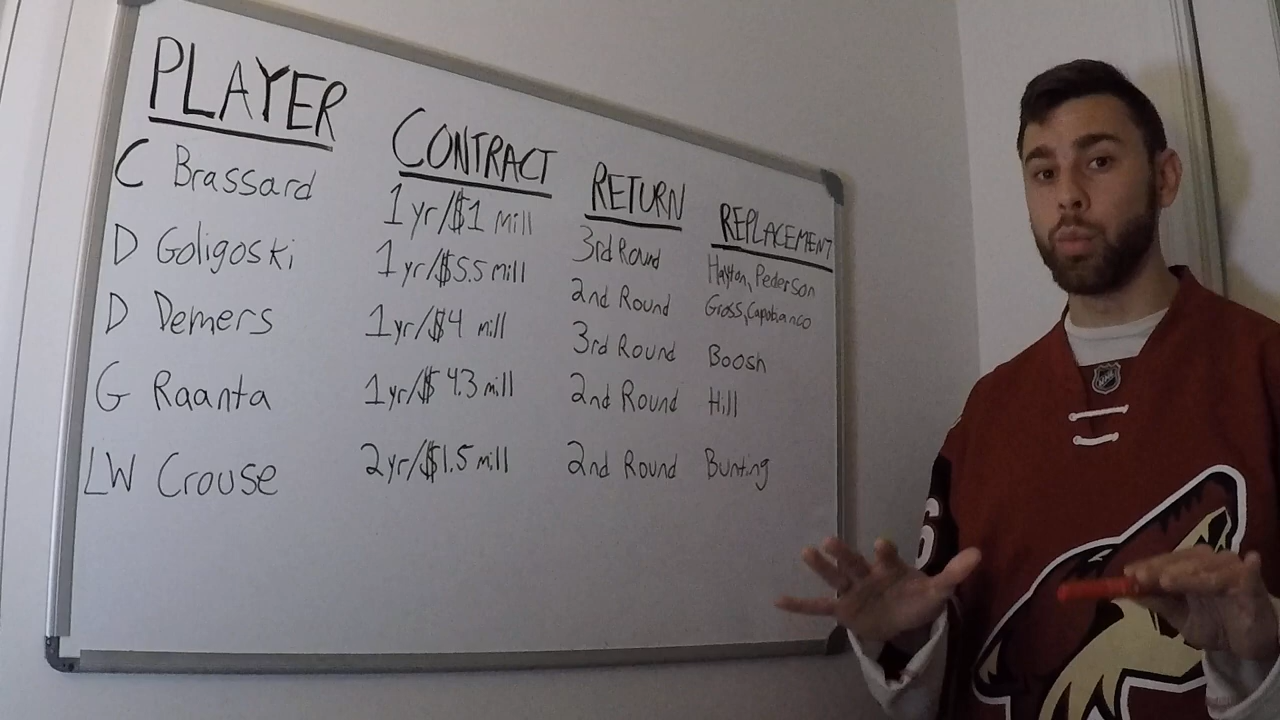 PLAYER CONTRACT RETURN REPLACEMENT
C Brassard 1 yr/$1 mill 3rd Round Hayton, Pederson
D Goligoski 1 yr/$5.5 mill 2nd Round Gross, Capobianco
D Demers 1 yr/$4 mill 3rd Round Boosh
G Raanta 1 yr/$ 4.3 mill 2nd Round Hill
LW Crouse 2 yr/$1.5 mill 2nd Round Bunting
NHL
6